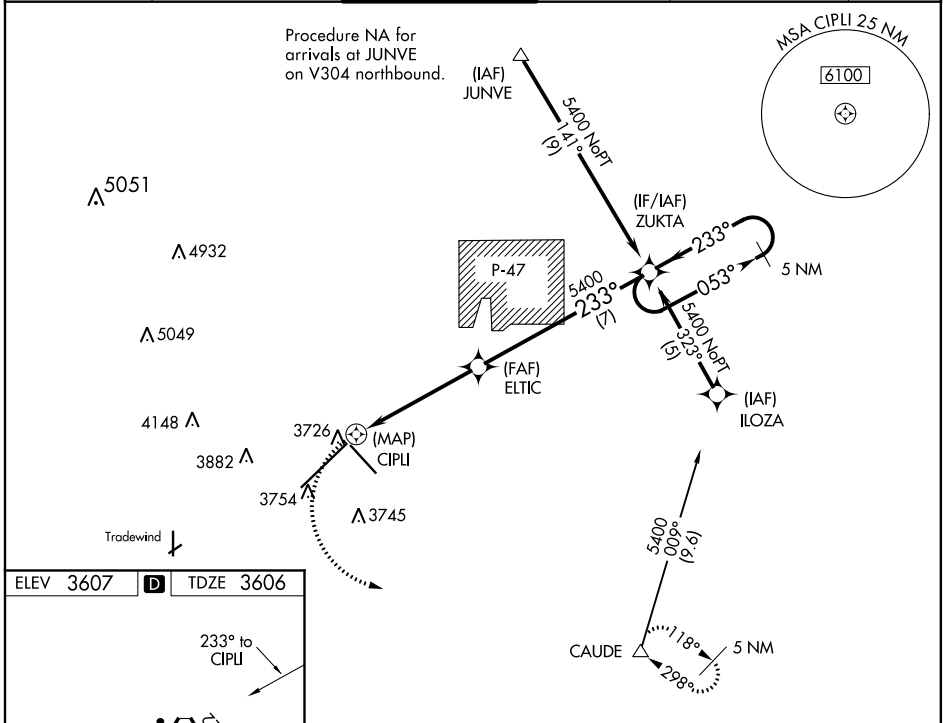 Procedure NA for
arrivals at JUNVE
on V304 northbound.
(IAF)
JUNVE
MSA CIPLI 25 NM
6100
5400 NoPT
141°
(9)
5051
4932
5049
4148
3882
(IF/IAF)
ZUKTA
233°
053°
5 NM
P-47
5400
233°
(7)
5400 NoPT
323°
(5)
(FAF)
ELTIC
(IAF)
ILOZA
3726
(MAP)
CIPLI
3754
3745
Tradewind
5400
009°
(9.6)
CAUDE
118°
298°
5 NM
ELEV 3607 D TDZE 3606
233° to
CIPLI